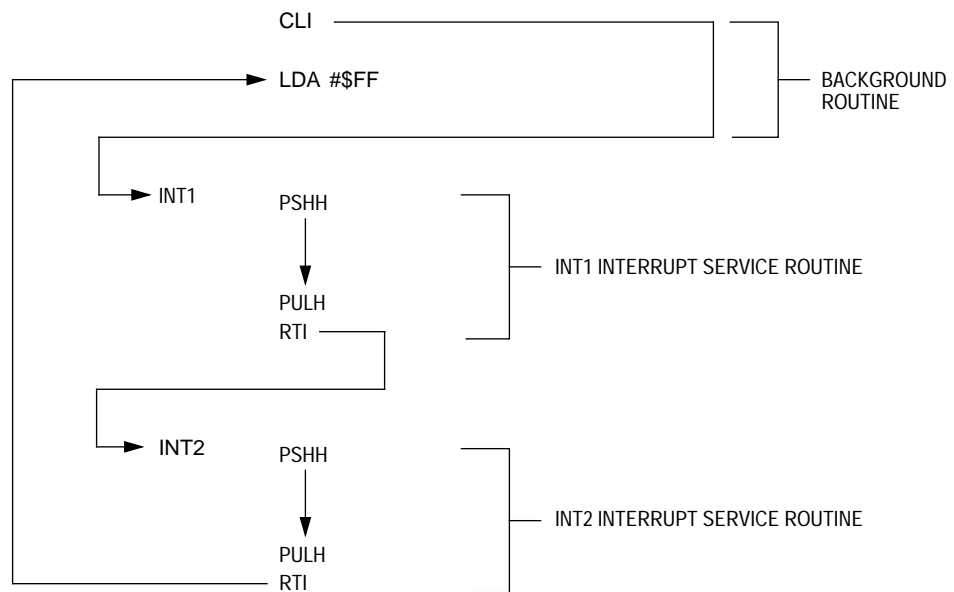 CLI
LDA #$FF
BACKGROUND
ROUTINE
INT1
PSHH
INT1 INTERRUPT SERVICE ROUTINE
PULH
RTI
INT2
PSHH
INT2 INTERRUPT SERVICE ROUTINE
PULH
RTI